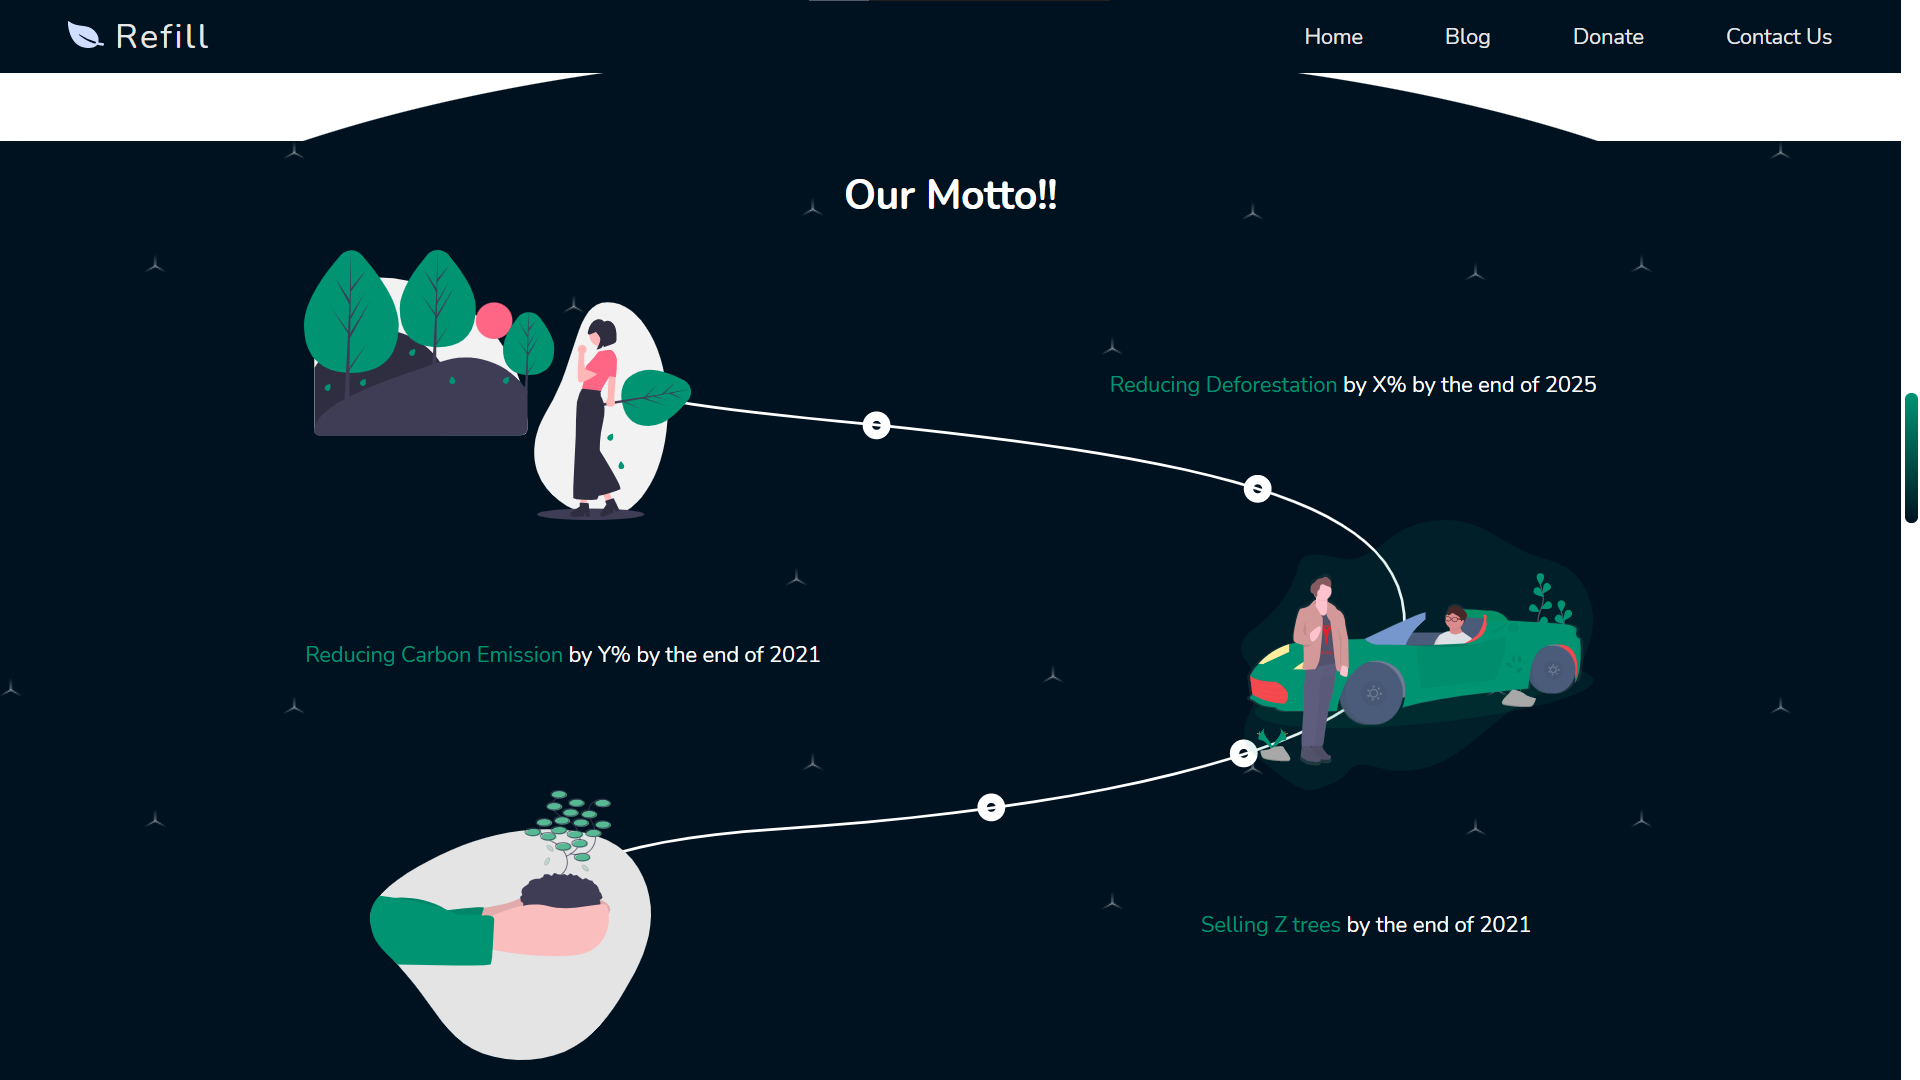 Refill
Home
Blog
Donate
Contact Us
Our Motto!!
Reducing Deforestation by X% by the end of 2025
Reducing Carbon Emission by Y% by the end of 2021
Selling Z trees by the end of 2021